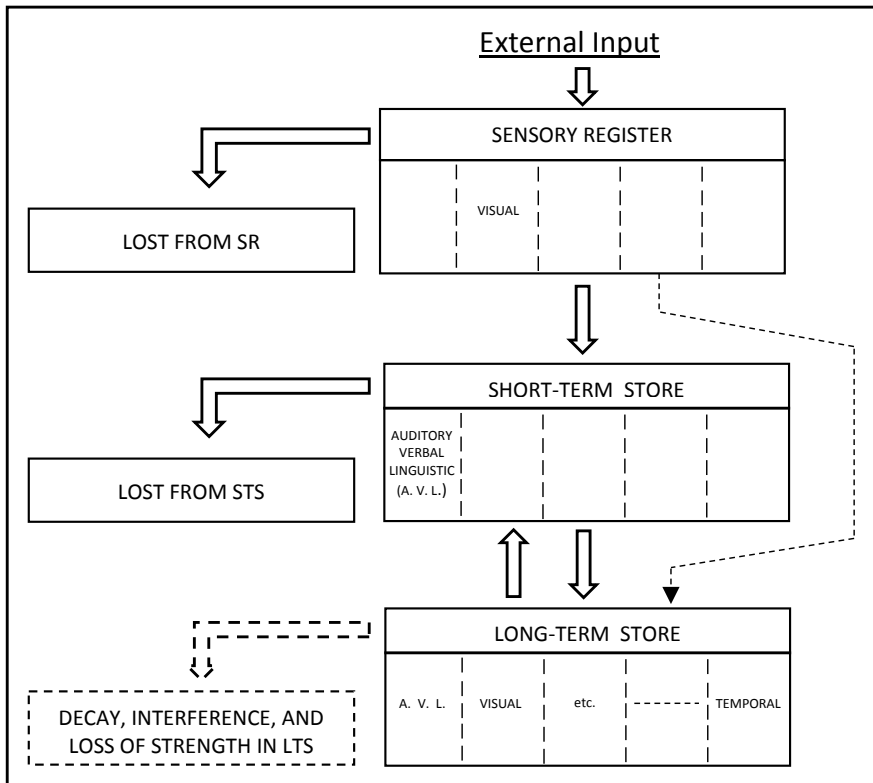 External Input
SENSORY REGISTER
VISUAL
LOST FROM SR
SHORT-TERM STORE
AUDITORY
VERBAL
LINGUISTIC
(A. V. L.)
LOST FROM STS
LONG-TERM STORE
A. V. L.
VISUAL
etc.
TEMPORAL
DECAY, INTERFERENCE, AND
LOSS OF STRENGTH IN LTS